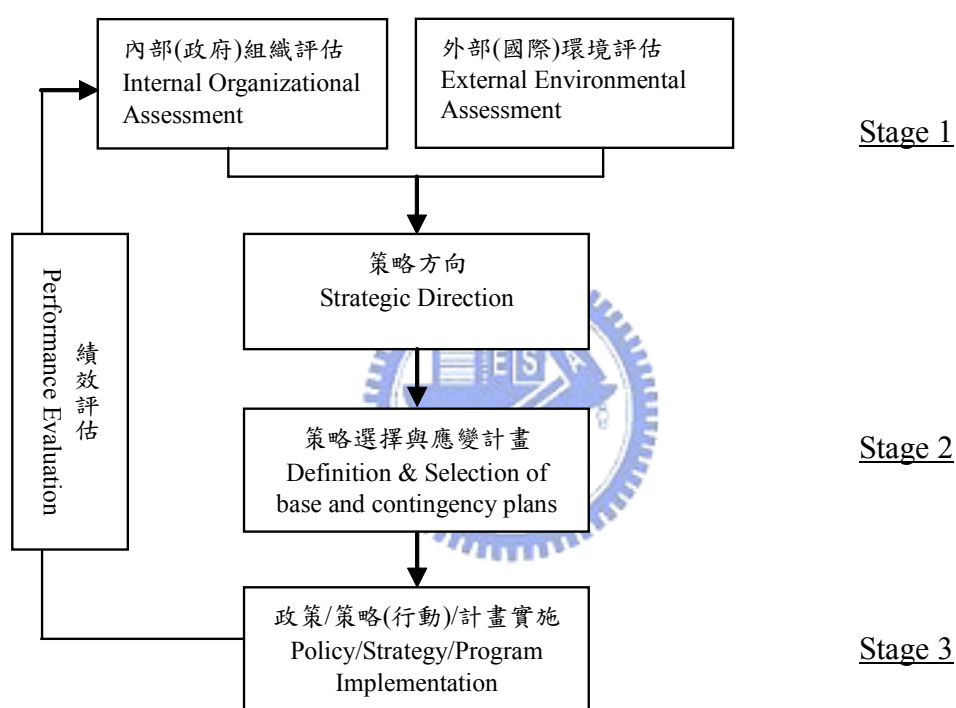 內部(政府)組織評估
Internal Organizational
Assessment
外部(國際)環境評估
External Environmental
Assessment
Stage 1
策略方向
Strategic Direction
績效評估
Performance Evaluation
ESA
策略選擇與應變計畫
Definition & Selection of
base and contingency plans
Stage 2
政策/策略(行動)/計畫實施
Policy/Strategy/Program
Implementation
Stage 3